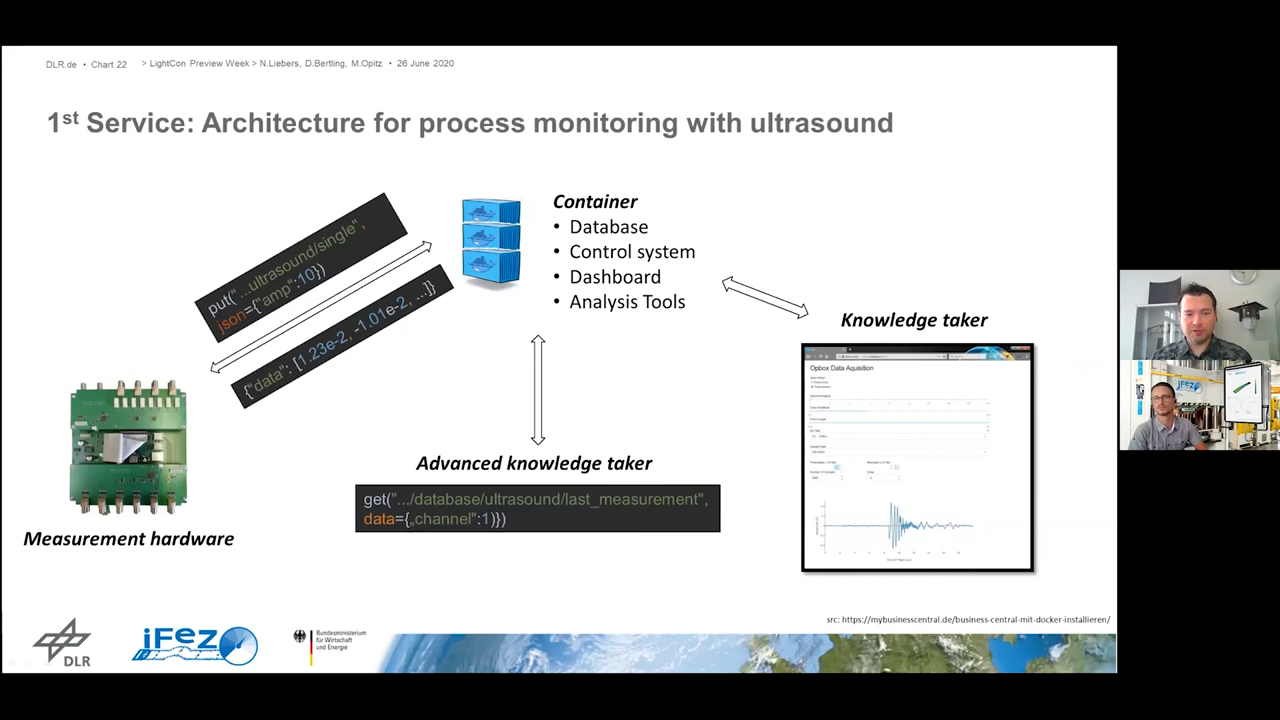 DLR.de • Chart 22 > LightCon Preview Week > N.Liebers, D.Bertling, M.Opitz • 26 June 2020
1st Service: Architecture for process monitoring with ultrasound
put("...ultrasound/single",
json={"amp":10})
{"data": [1.23e-2, -1.01e-2, ...]}
Container
• Database
• Control system
• Dashboard
• Analysis Tools
Knowledge taker
Opbox Data Aquisition
Advanced knowledge taker
get(".../database/ultrasound/last_measurement",
data={„channel":1)})
Measurement hardware
src: https://mybusinesscentral.de/business-central-mit-docker-installieren/
DLR
iFEZ
Bundesministerium
für Wirtschaft
und Energie